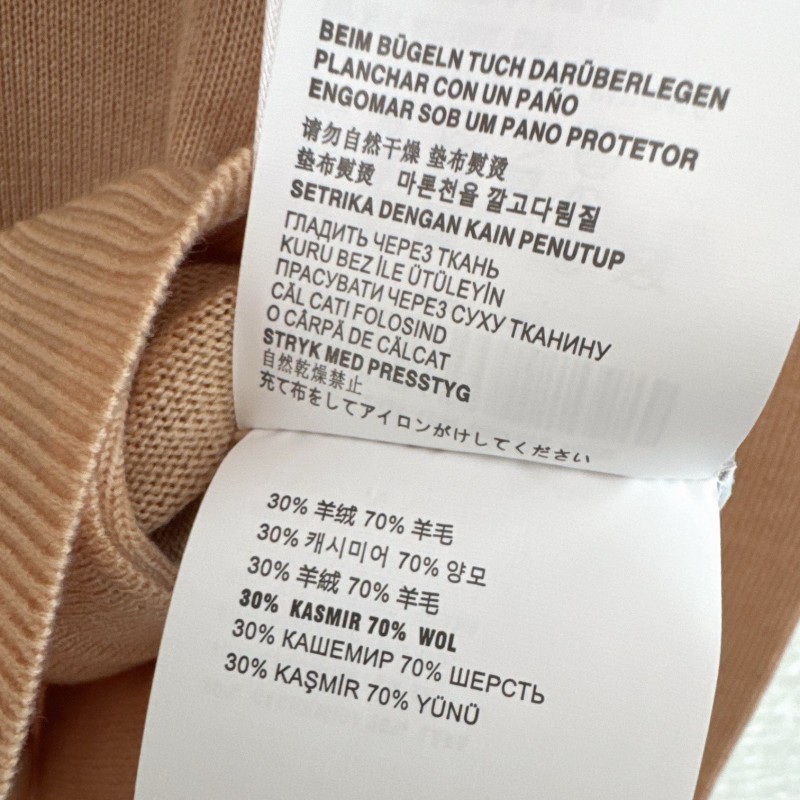 BEIM BÜGELN TUCH DARÜBERLEGEN
PLANCHAR CON UN PAÑO
ENGOMAR SOB UM PANO PROTETOR
请勿自然干燥 垫布熨烫
垫布熨烫 마른천을 깔고다림질
SETRIKA DENGAN KAIN PENUTUP
ГЛАДИТЬ ЧЕРЕЗ ТКАНЬ
KURU BEZ İLE ÜTÜLEYİN
ПРАСУВАТИ ЧЕРЕЗ СУХУ ТКАНИНУ
CĂL CATI FOLOSIND
O CÂRPĂ DE CĂLCAT
STRYK MED PRESSTYG
自然乾燥禁止
充て布をしてアイロンがけしてください
30% 羊绒 70% 羊毛
30% 캐시미어 70% 양모
30% 羊絨 70% 羊毛
30% KASMIR 70% WOL
30% КАШЕМИР 70% ШЕРСТЬ
30% KAŞMİR 70% YÜNÜ